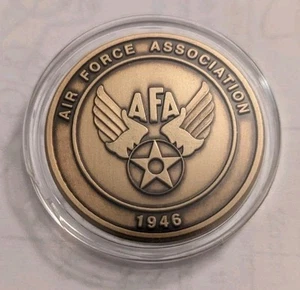 AIR FORCE ASSOCIATION
AFA
1946